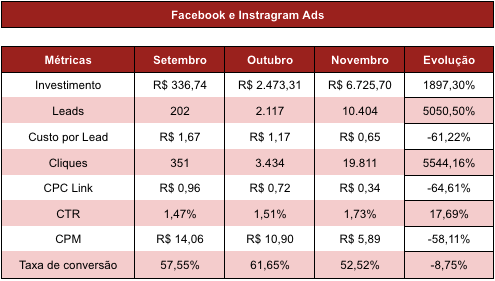 Facebook e Instragram Ads
Métricas Setembro Outubro Novembro Evolução
Investimento R$ 336,74 R$ 2.473,31 R$ 6.725,70 1897,30%
Leads 202 2.117 10.404 5050,50%
Custo por Lead R$ 1,67 R$ 1,17 R$ 0,65 -61,22%
Cliques 351 3.434 19.811 5544,16%
CPC Link R$ 0,96 R$ 0,72 R$ 0,34 -64,61%
CTR 1,47% 1,51% 1,73% 17,69%
CPM R$ 14,06 R$ 10,90 R$ 5,89 -58,11%
Taxa de conversão 57,55% 61,65% 52,52% -8,75%